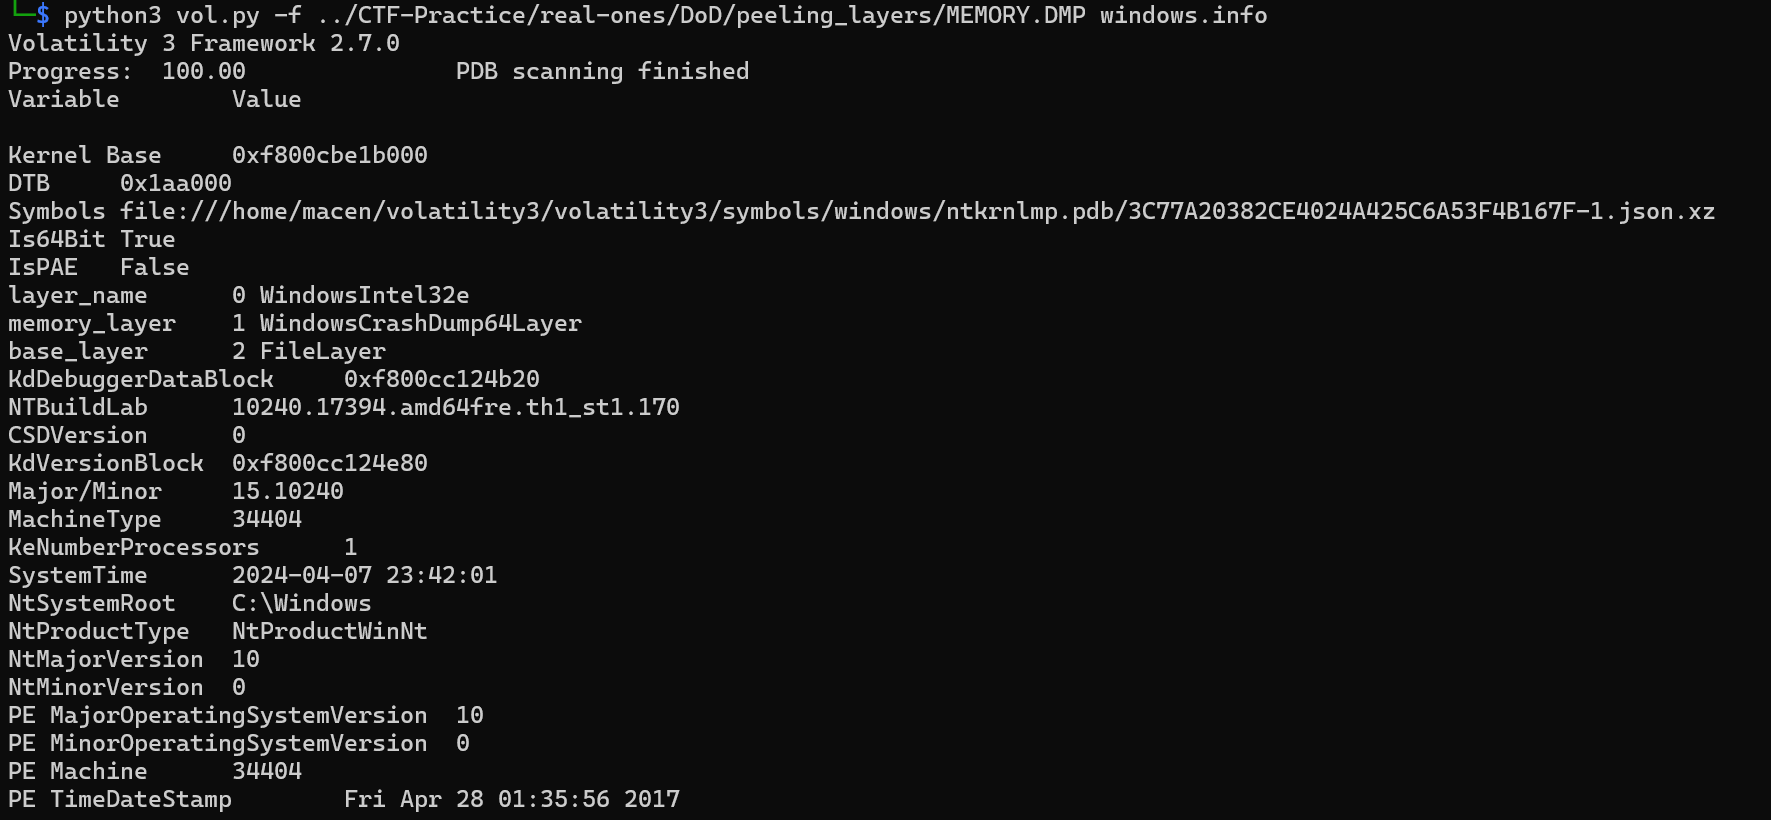 └─$ python3 vol.py -f ../CTF-Practice/real-ones/DoD/peeling_layers/MEMORY.DMP windows.info
Volatility 3 Framework 2.7.0
Progress:  100.00               PDB scanning finished
Variable        Value

Kernel Base     0xf800cbe1b000
DTB     0x1aa000
Symbols file:///home/macen/volatility3/volatility3/symbols/windows/ntkrnlmp.pdb/3C77A20382CE4024A425C6A53F4B167F-1.json.xz
Is64Bit True
IsPAE   False
layer_name      0 WindowsIntel32e
memory_layer    1 WindowsCrashDump64Layer
base_layer      2 FileLayer
KdDebuggerDataBlock     0xf800cc124b20
NTBuildLab      10240.17394.amd64fre.th1_st1.170
CSDVersion      0
KdVersionBlock  0xf800cc124e80
Major/Minor     15.10240
MachineType     34404
KeNumberProcessors      1
SystemTime      2024-04-07 23:42:01
NtSystemRoot    C:\Windows
NtProductType   NtProductWinNt
NtMajorVersion  10
NtMinorVersion  0
PE MajorOperatingSystemVersion  10
PE MinorOperatingSystemVersion  0
PE Machine      34404
PE TimeDateStamp        Fri Apr 28 01:35:56 2017